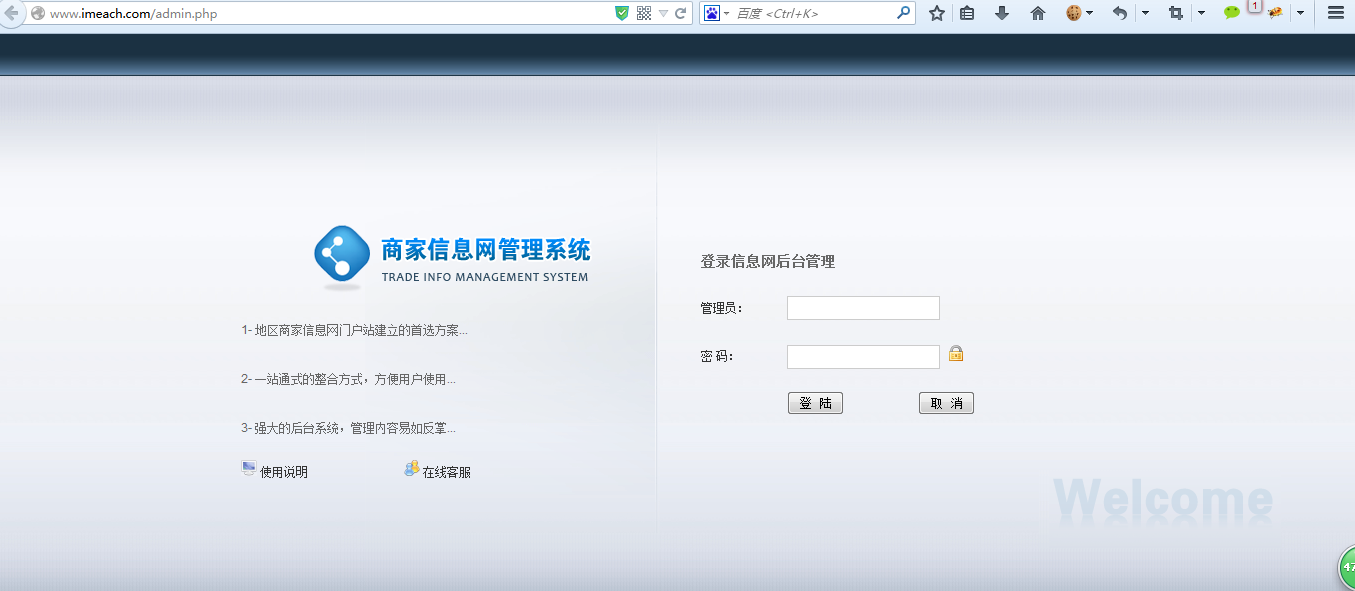 www.imeach.com/admin.php
百度 <Ctrl+K>
1
商家信息网管理系统
TRADE INFO MANAGEMENT SYSTEM
登录信息网后台管理
管理员：
1- 地区商家信息网门户站建立的首选方案...
密 码：
2- 一站通式的整合方式，方便用户使用...
登 陆
取 消
3- 强大的后台系统，管理内容易如反掌...
使用说明
在线客服
Welcome
47